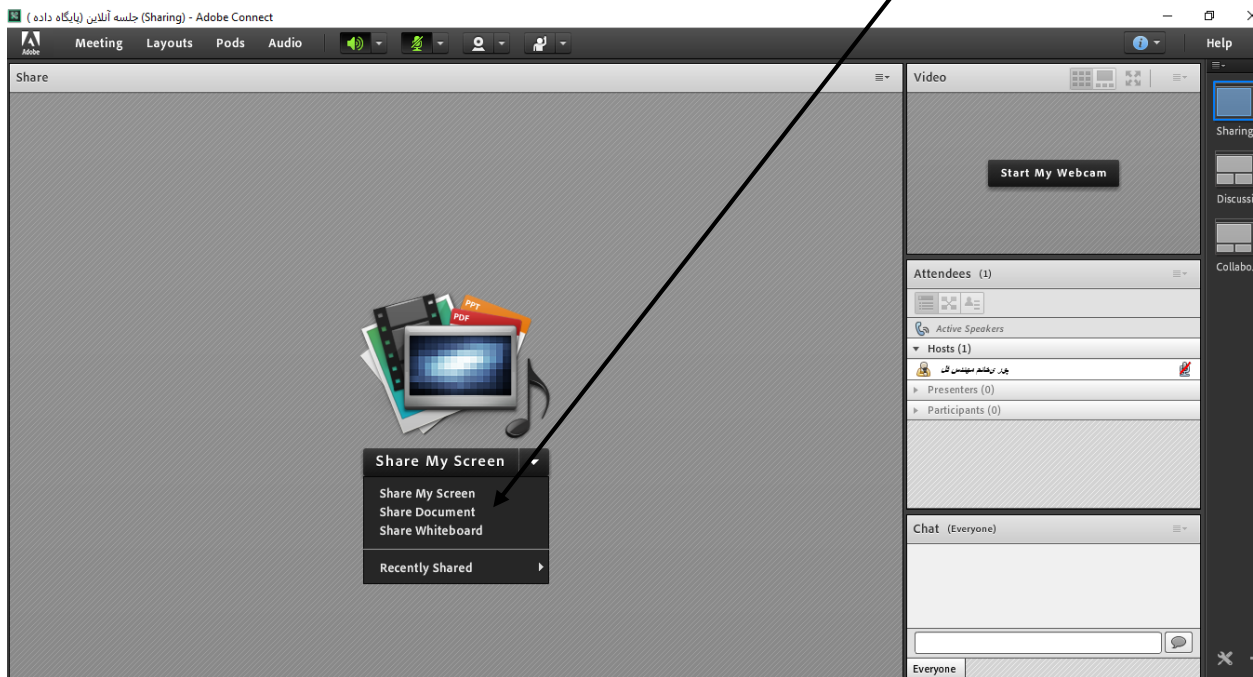 جلسه آنلاین (پایگاه داده ) (Sharing) - Adobe Connect
Adobe
Meeting Layouts Pods Audio
Help
Share
Video
Sharing
Start My Webcam
Discussi
Collabo.
Attendees (1)
Active Speakers
Hosts (1)
Presenters (0)
Participants (0)
PPT
PDF
Share My Screen
Share My Screen
Share Document
Share Whiteboard
Recently Shared
Chat (Everyone)
Everyone